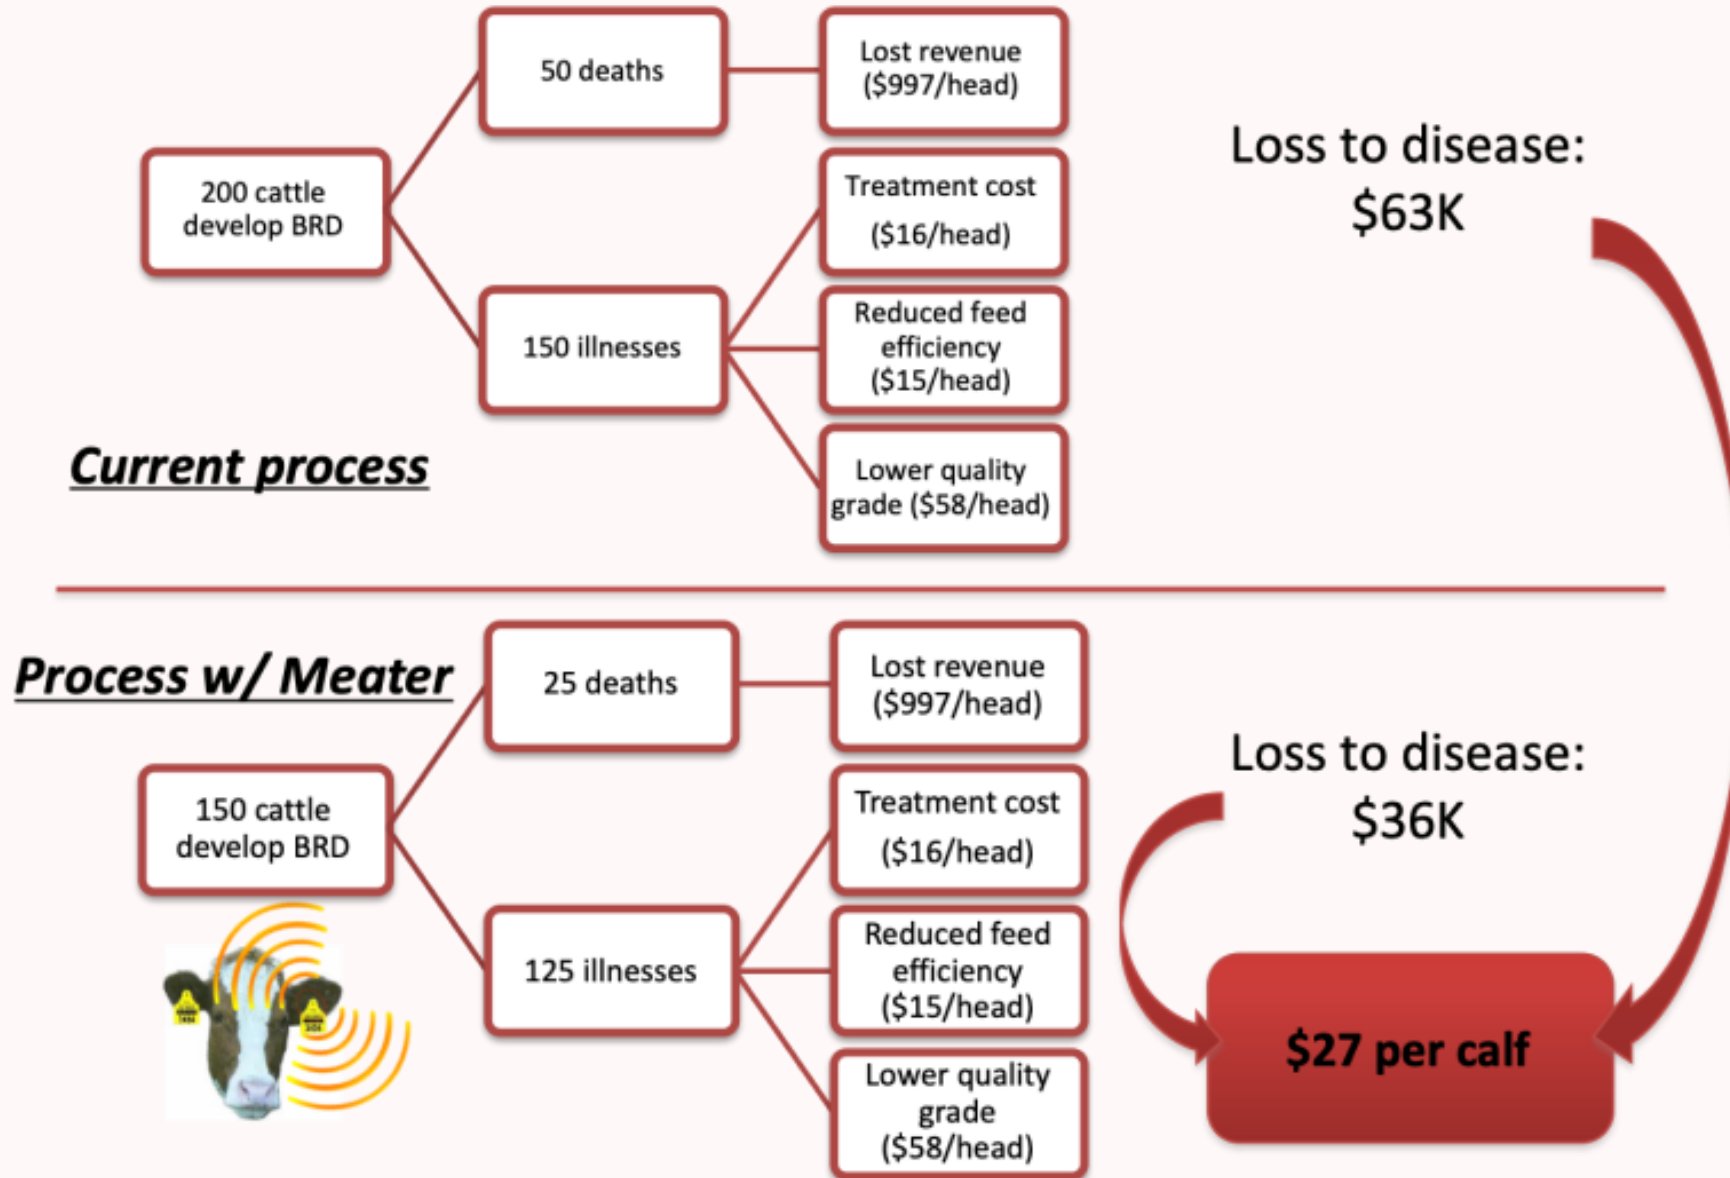 50 deaths
Lost revenue
($997/head)
200 cattle
develop BRD
Treatment cost
($16/head)
150 illnesses
Reduced feed
efficiency
($15/head)
Lower quality
grade ($58/head)
Loss to disease:
$63K
Current process
Process w/ Meater
25 deaths
Lost revenue
($997/head)
150 cattle
develop BRD
Treatment cost
($16/head)
125 illnesses
Reduced feed
efficiency
($15/head)
Lower quality
grade
($58/head)
Loss to disease:
$36K
$27 per calf